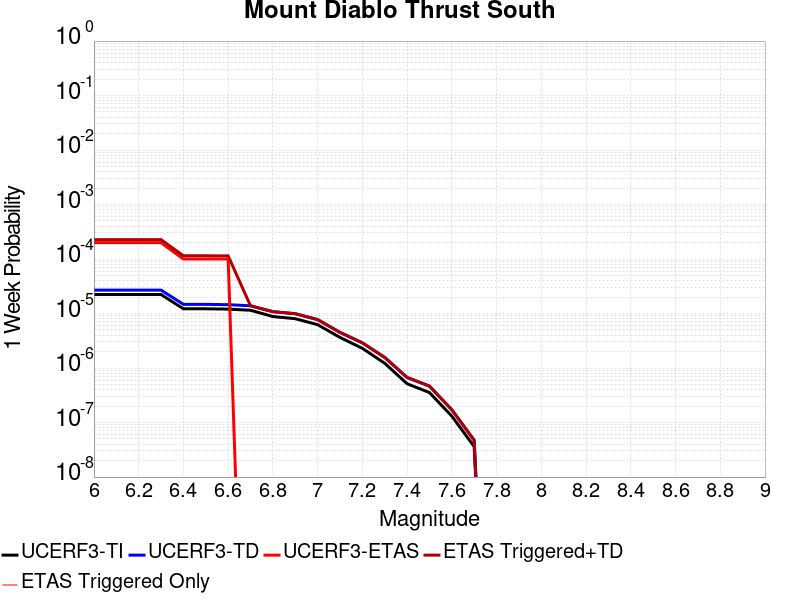 Mount Diablo Thrust South
10^0
10^-1
10^-2
10^-3
10^-4
10^-5
10^-6
10^-7
10^-8
1 Week Probability
6 6.2 6.4 6.6 6.8 7 7.2 7.4 7.6 7.8 8 8.2 8.4 8.6 8.8 9
Magnitude
UCERF3-TI UCERF3-TD UCERF3-ETAS ETAS Triggered+TD
ETAS Triggered Only